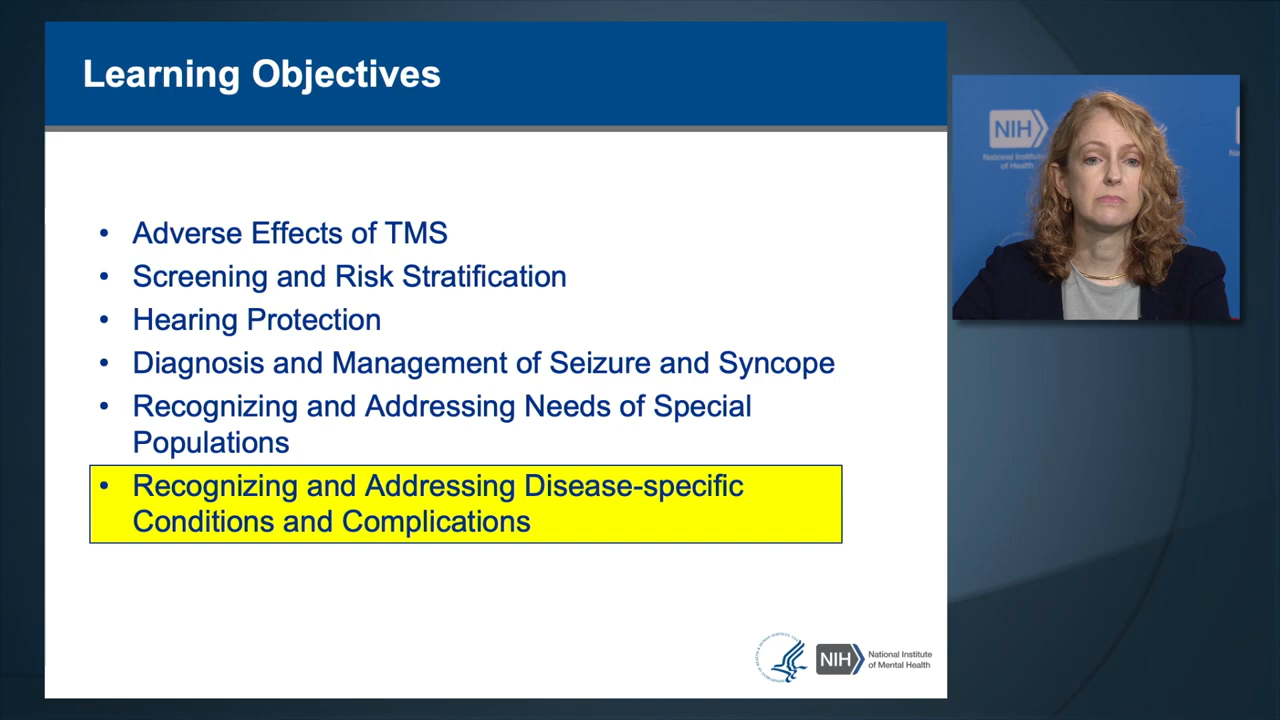 Learning Objectives
• Adverse Effects of TMS
• Screening and Risk Stratification
• Hearing Protection
• Diagnosis and Management of Seizure and Syncope
• Recognizing and Addressing Needs of Special
Populations
• Recognizing and Addressing Disease-specific
Conditions and Complications
NIH
National Institute
of Health
NIH
National Institute
of Mental Health